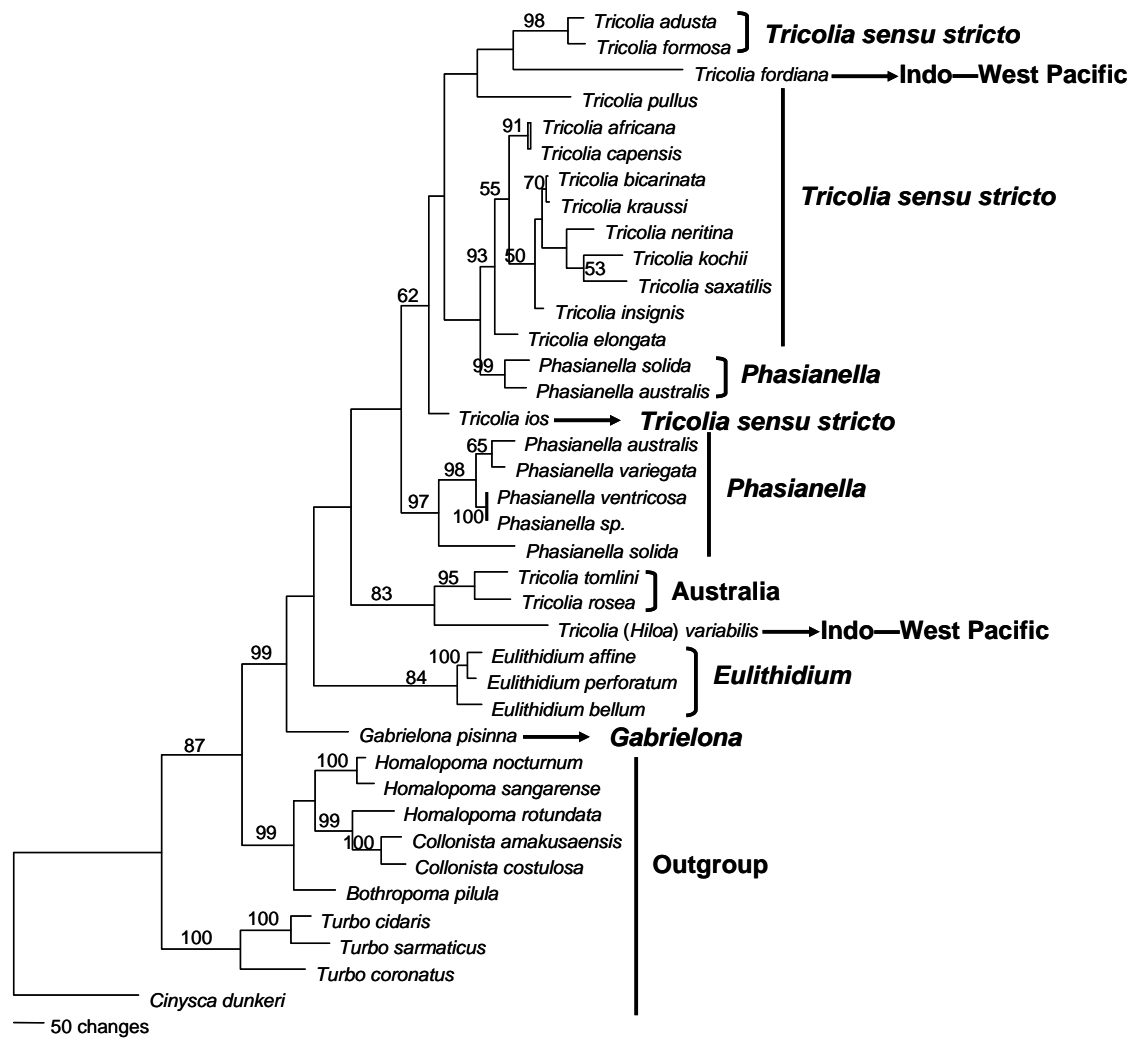 98
Tricolia adusta
Tricolia sensu stricto
Tricolia formosa
Tricolia fordiana
Indo—West Pacific
Tricolia pullus
91
Tricolia africana
Tricolia capensis
70
Tricolia bicarinata
55
Tricolia sensu stricto
Tricolia kraussi
Tricolia neritina
93
50
Tricolia kochii
53
Tricolia saxatilis
62
Tricolia insignis
Tricolia elongata
99
Phasianella solida
Phasianella
Phasianella australis
Tricolia ios
Tricolia sensu stricto
65
Phasianella australis
98
Phasianella variegata
Phasianella
97
Phasianella ventricosa
100
Phasianella sp.
Phasianella solida
95
Tricolia tomlini
83
Australia
Tricolia rosea
Tricolia (Hiloa) variabilis
Indo—West Pacific
99
100
Eulithidium affine
84
Eulithidium perforatum
Eulithidium
Eulithidium bellum
Gabrielona pisinna
Gabrielona
87
100
Homalopoma nocturnum
Homalopoma sangarense
99
99
Homalopoma rotundata
100
Collonista amakusaensis
Collonista costulosa
Outgroup
Bothropoma pilula
100
Turbo cidaris
100
Turbo sarmaticus
Turbo coronatus
Cinysca dunkeri
50 changes